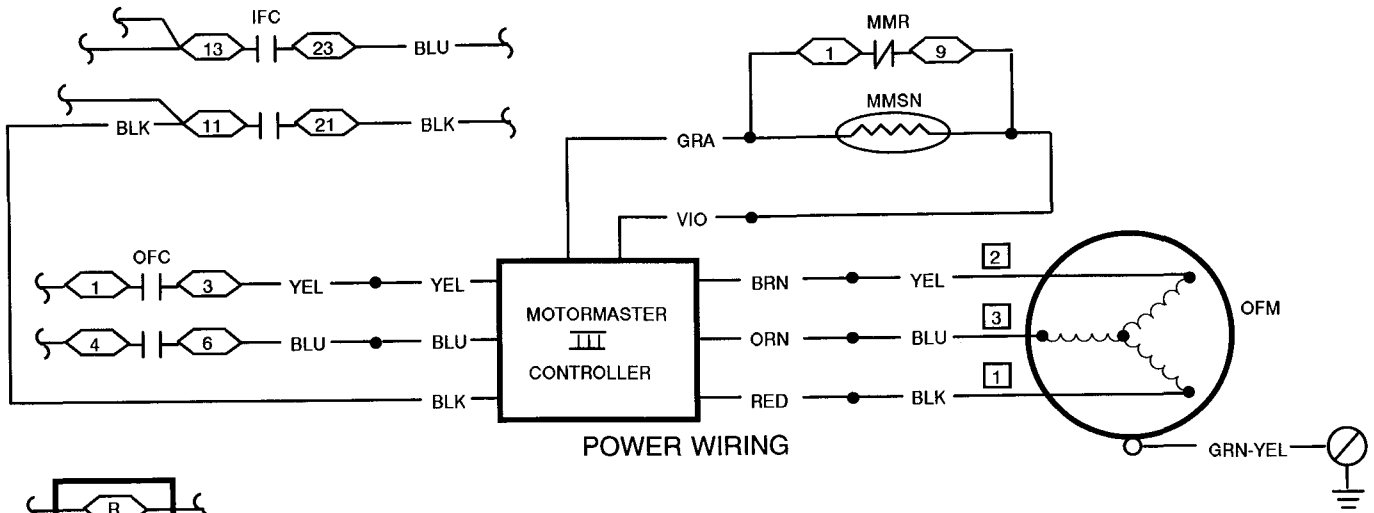 IFC
13 23 BLU
MMR
1 9
BLK 11 21 BLK
MMSN
GRA
VIO
OFC
1 3 YEL YEL
4 6 BLU BLU
BLK
MOTORMASTER
III
CONTROLLER
BRN YEL 2
ORN BLU 3
RED BLK 1
OFM
POWER WIRING
GRN-YEL
R